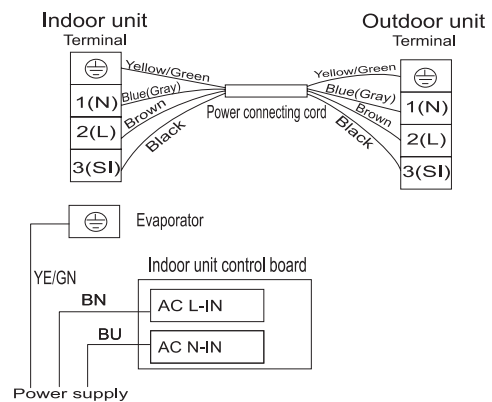 Indoor unit
Terminal
Outdoor unit
Terminal
Yellow/Green
Blue(Gray)
Brown
Black
1(N)
2(L)
3(SI)
Power connecting cord
Yellow/Green
Blue(Gray)
Brown
Black
1(N)
2(L)
3(SI)
Evaporator
YE/GN
Indoor unit control board
BN
AC L-IN
BU
AC N-IN
Power supply